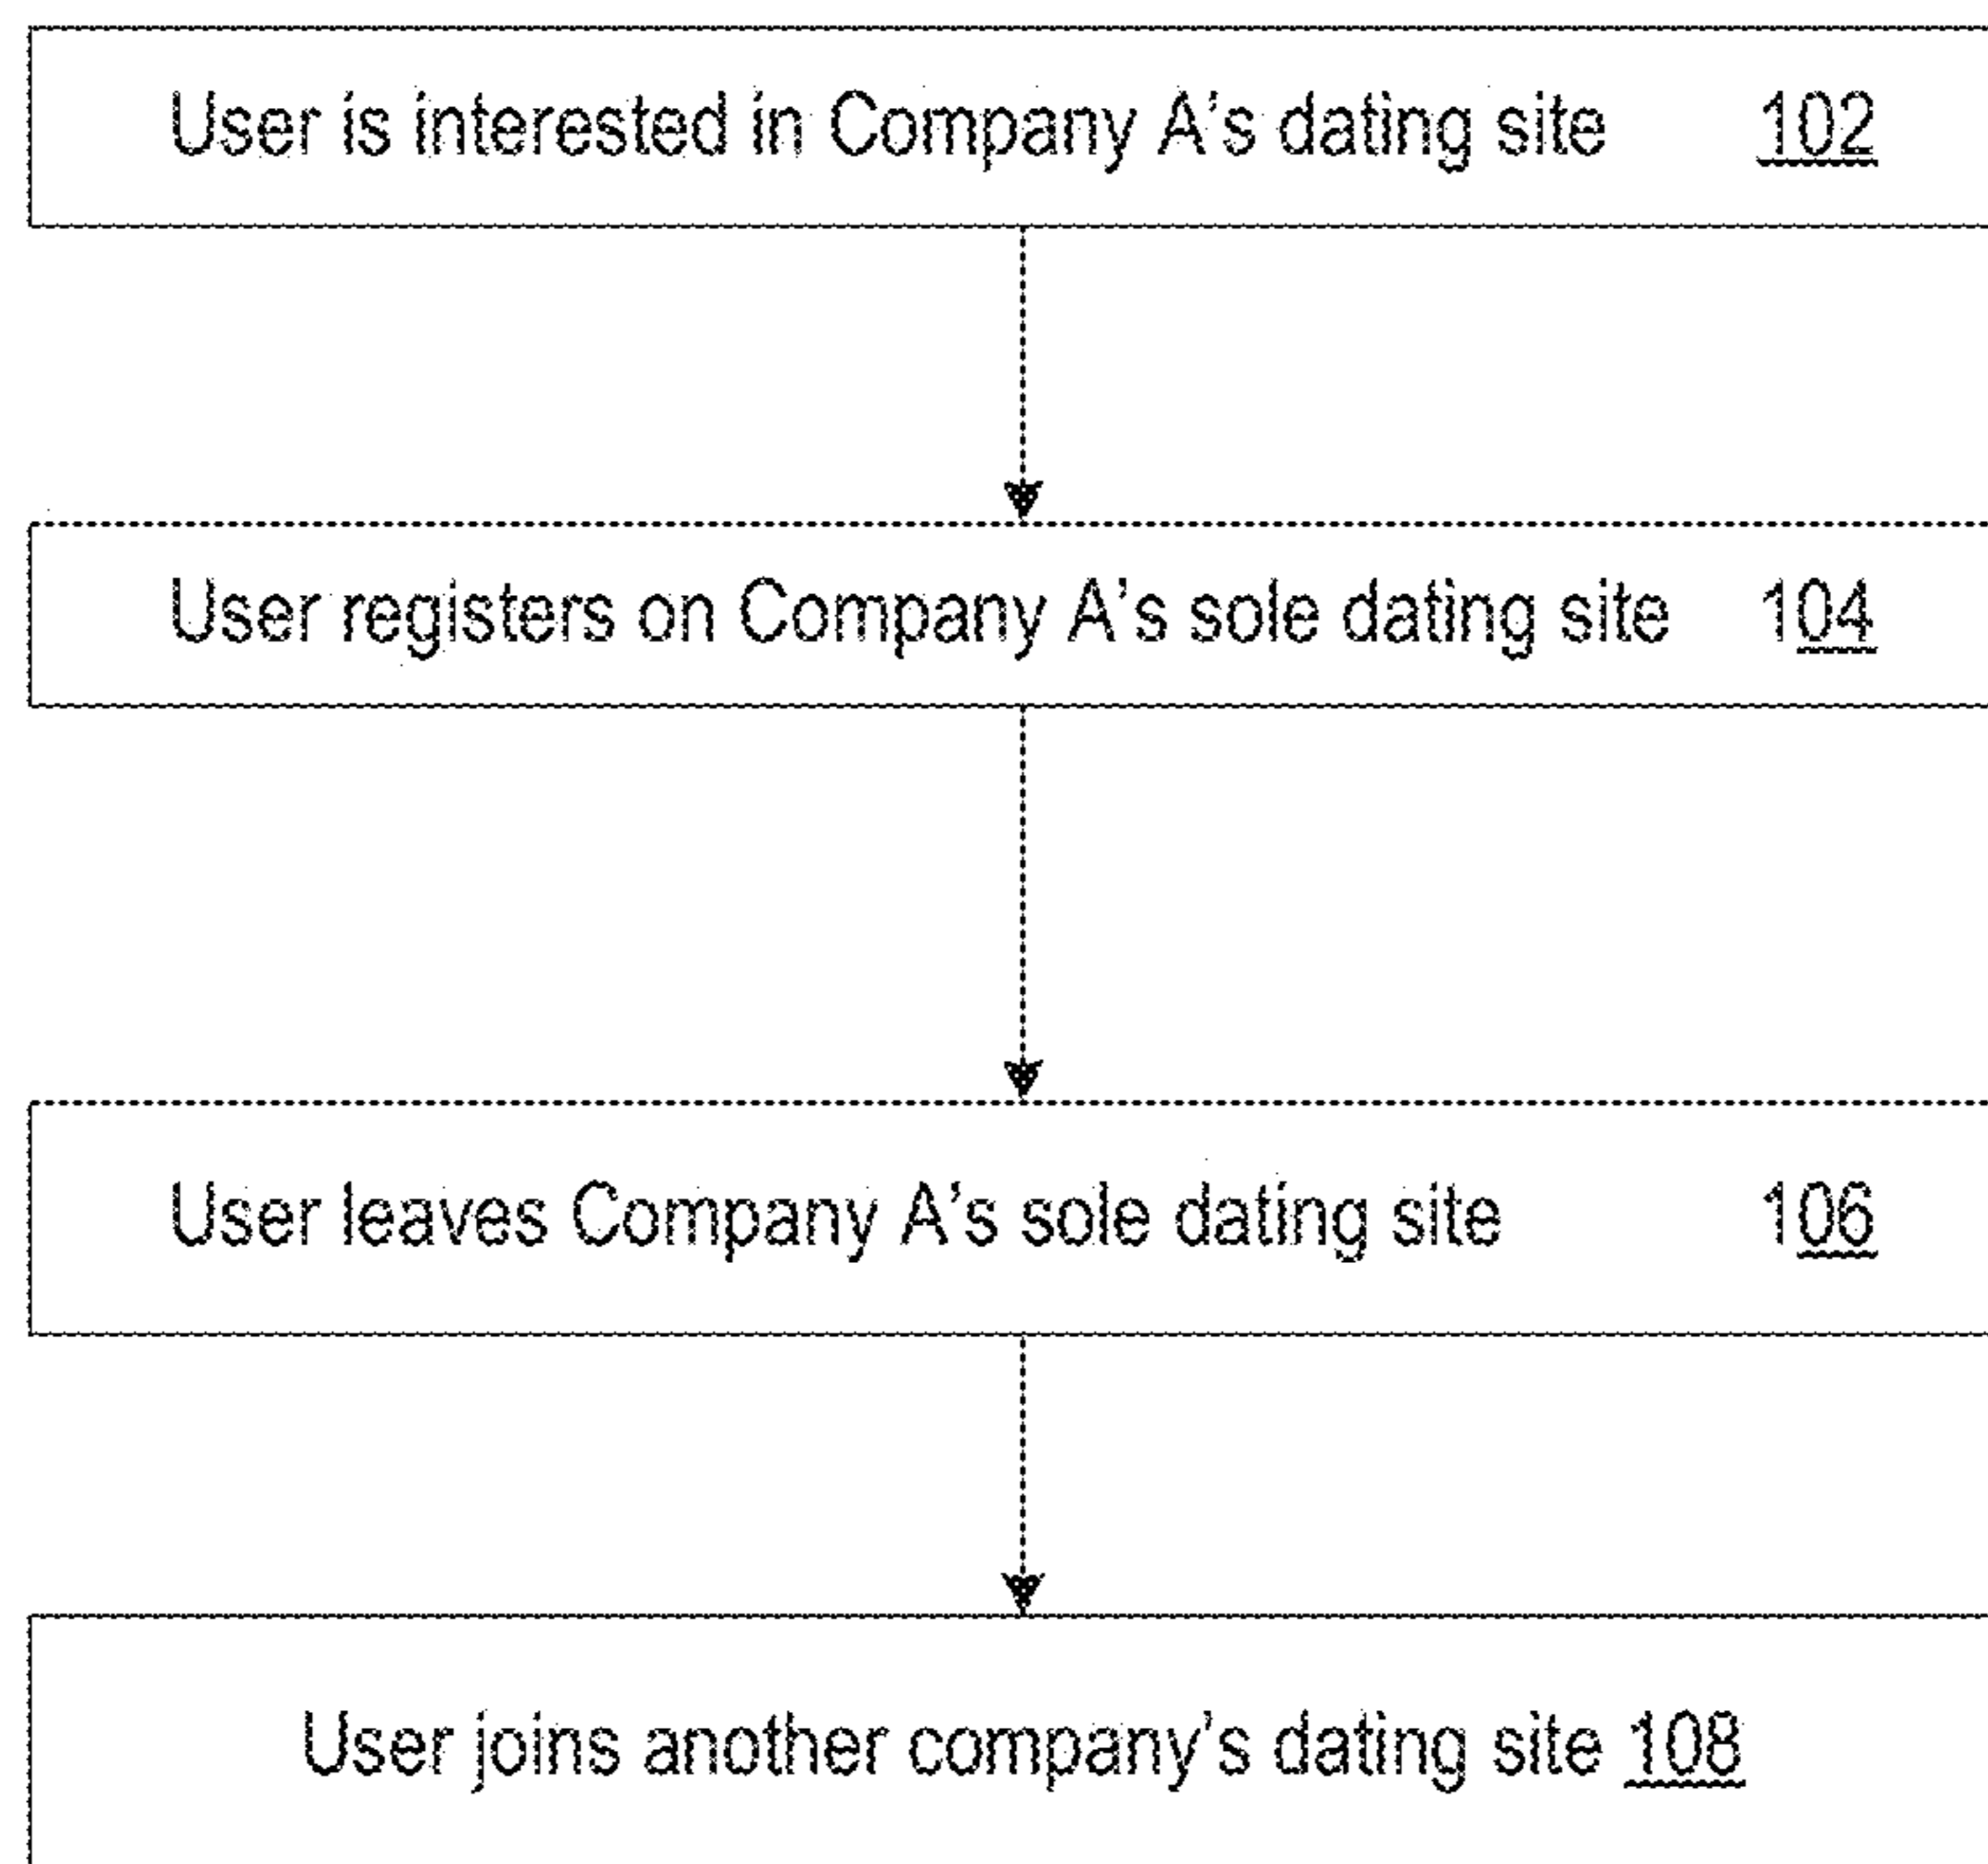 User is interested in Company A's dating site 102
User registers on Company A's sole dating site 104
User leaves Company A's sole dating site 106
User joins another company's dating site 108